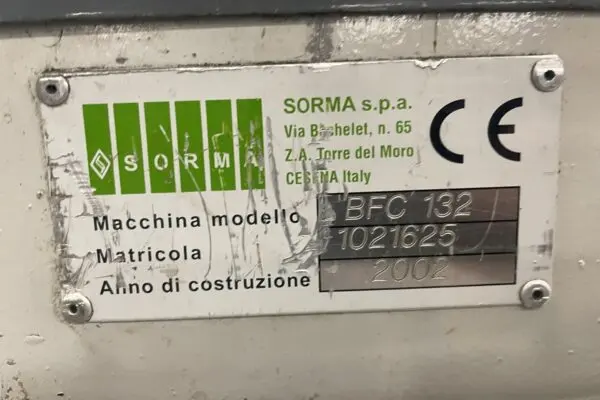 SORMA
SORMA s.p.a.
Via Bachelet, n. 65
Z.A. Torre del Moro
CESENA Italy
CE
Macchina modello BFC 132
Matricola 1021625
Anno di costruzione 2002